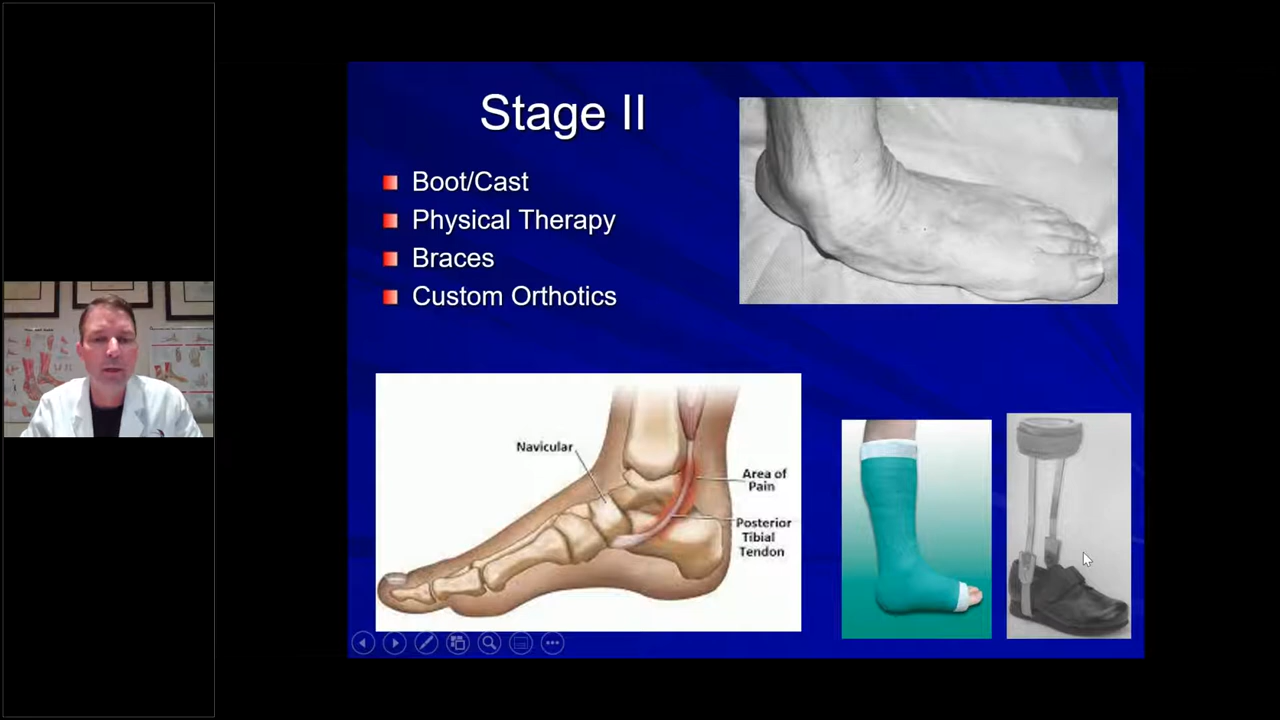 Stage II
Boot/Cast
Physical Therapy
Braces
Custom Orthotics
Navicular
Area of
Pain
Posterior
Tibial
Tendon